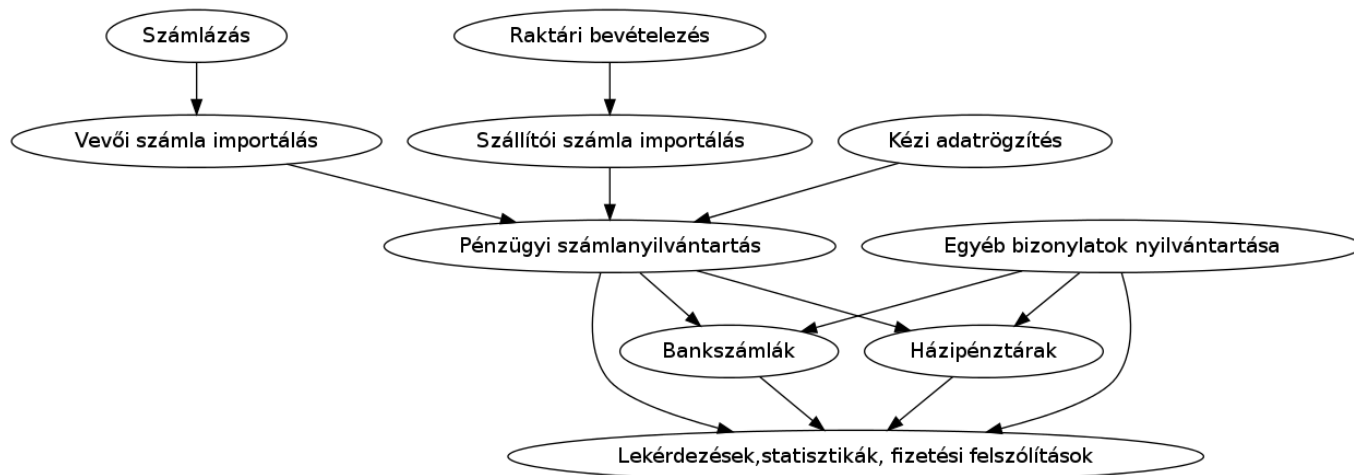 Számlázás
Raktári bevételezés
Vevői számla importálás
Szállítói számla importálás
Kézi adatrögzítés
Pénzügyi számlanyilvántartás
Egyéb bizonylatok nyilvántartása
Bankszámlák
Házipénztárak
Lekérdezések,statisztikák, fizetési felszólítások